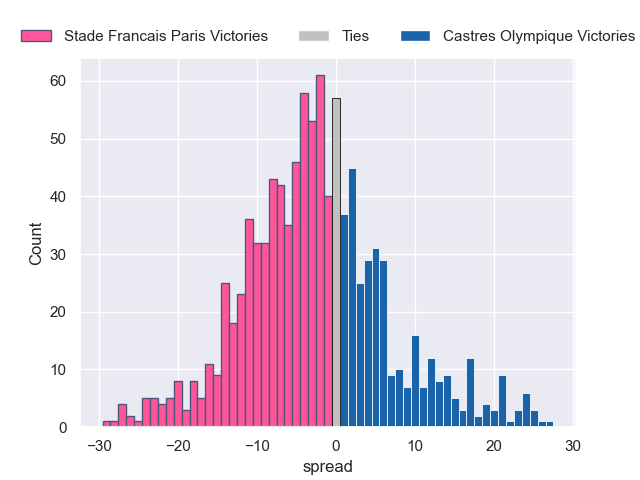 Stade Francais Paris Victories Ties Castres Olympique Victories
60
50
40
30
20
10
0
Count
−30 −20 −10 0 10 20 30
spread